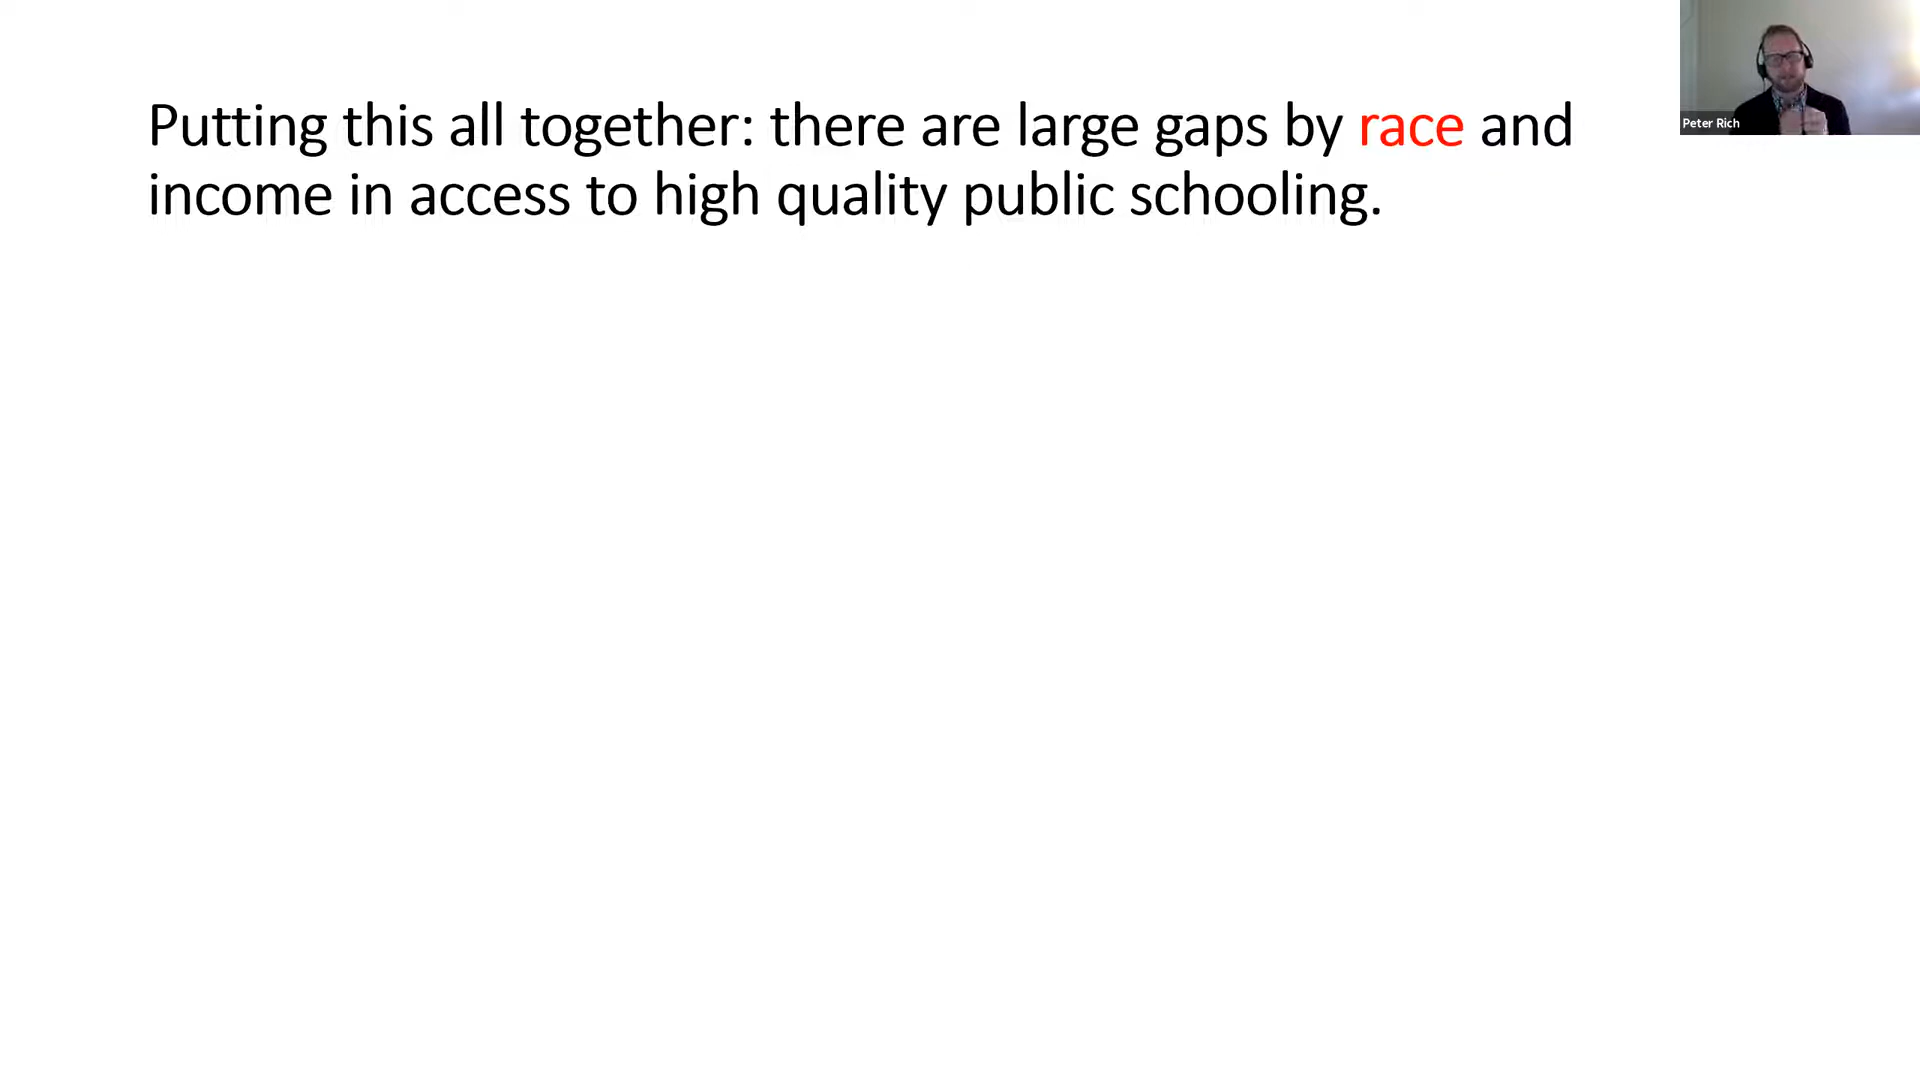 Putting this all together: there are large gaps by race and
income in access to high quality public schooling.
Peter Rich